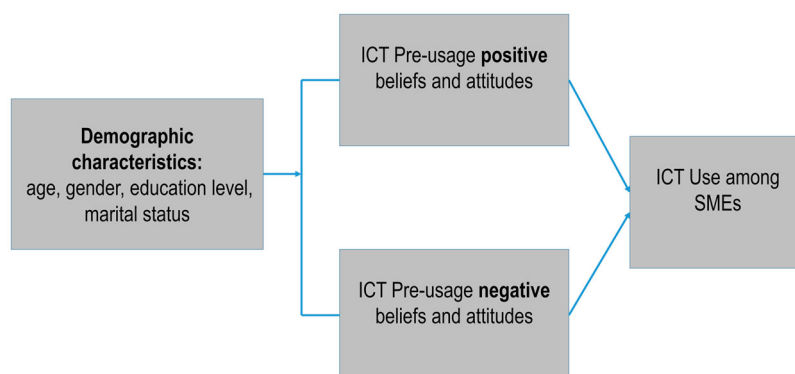 Demographic
characteristics:
age, gender, education level,
marital status
ICT Pre-usage positive
beliefs and attitudes
ICT Pre-usage negative
beliefs and attitudes
ICT Use among
SMEs